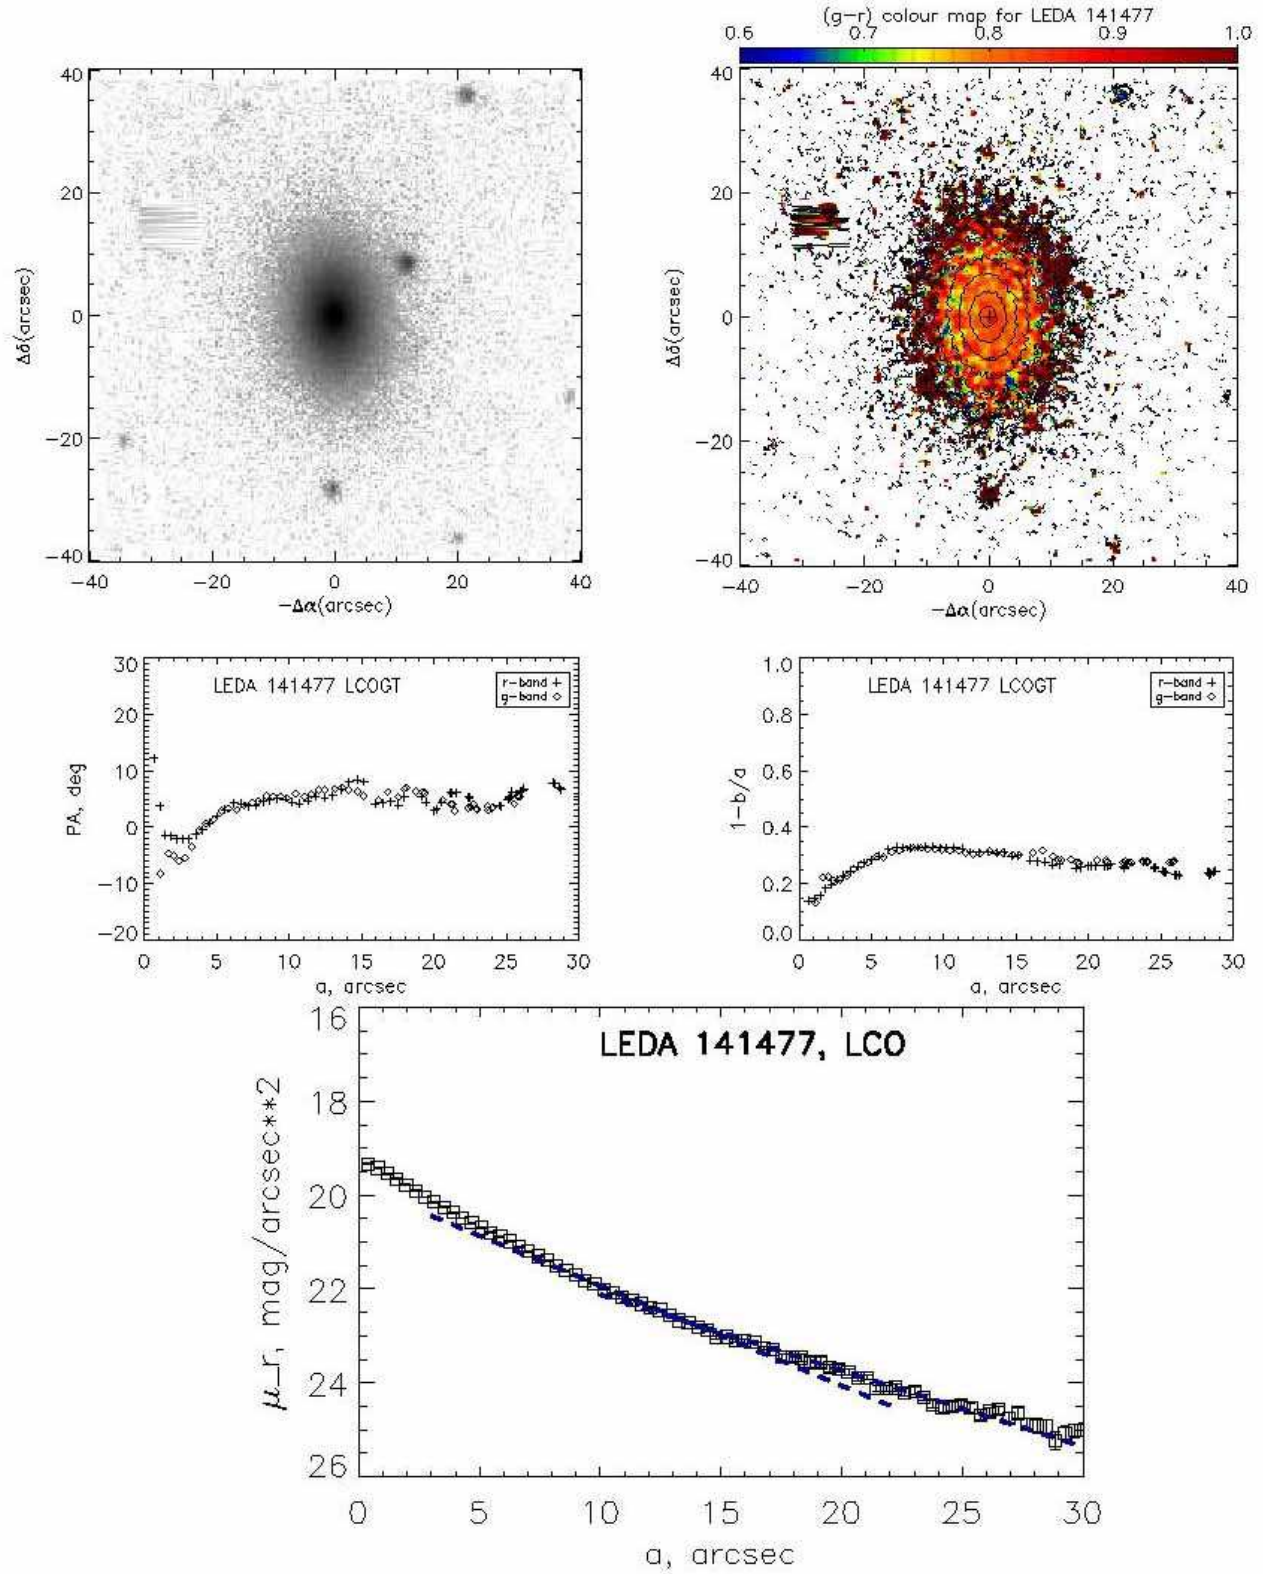 (g-r) colour map for LEDA 141477
0.6 0.7 0.8 0.9 1.0
40
20
0
-20
-40
Δδ(arcsec)
-40 -20 0 20 40
-Δα(arcsec)
40
20
0
-20
-40
Δδ(arcsec)
-40 -20 0 20 40
-Δα(arcsec)
30
20
10
0
-10
-20
PA, deg
LEDA 141477 LCOGT
r-band +
g-band ◇
0 5 10 15 20 25 30
a, arcsec
1.0
0.8
0.6
0.4
0.2
0.0
1-b/a
LEDA 141477 LCOGT
r-band +
g-band ◇
0 5 10 15 20 25 30
a, arcsec
16
18
20
22
24
26
μ_r, mag/arcsec**2
LEDA 141477, LCO
0 5 10 15 20 25 30
a, arcsec